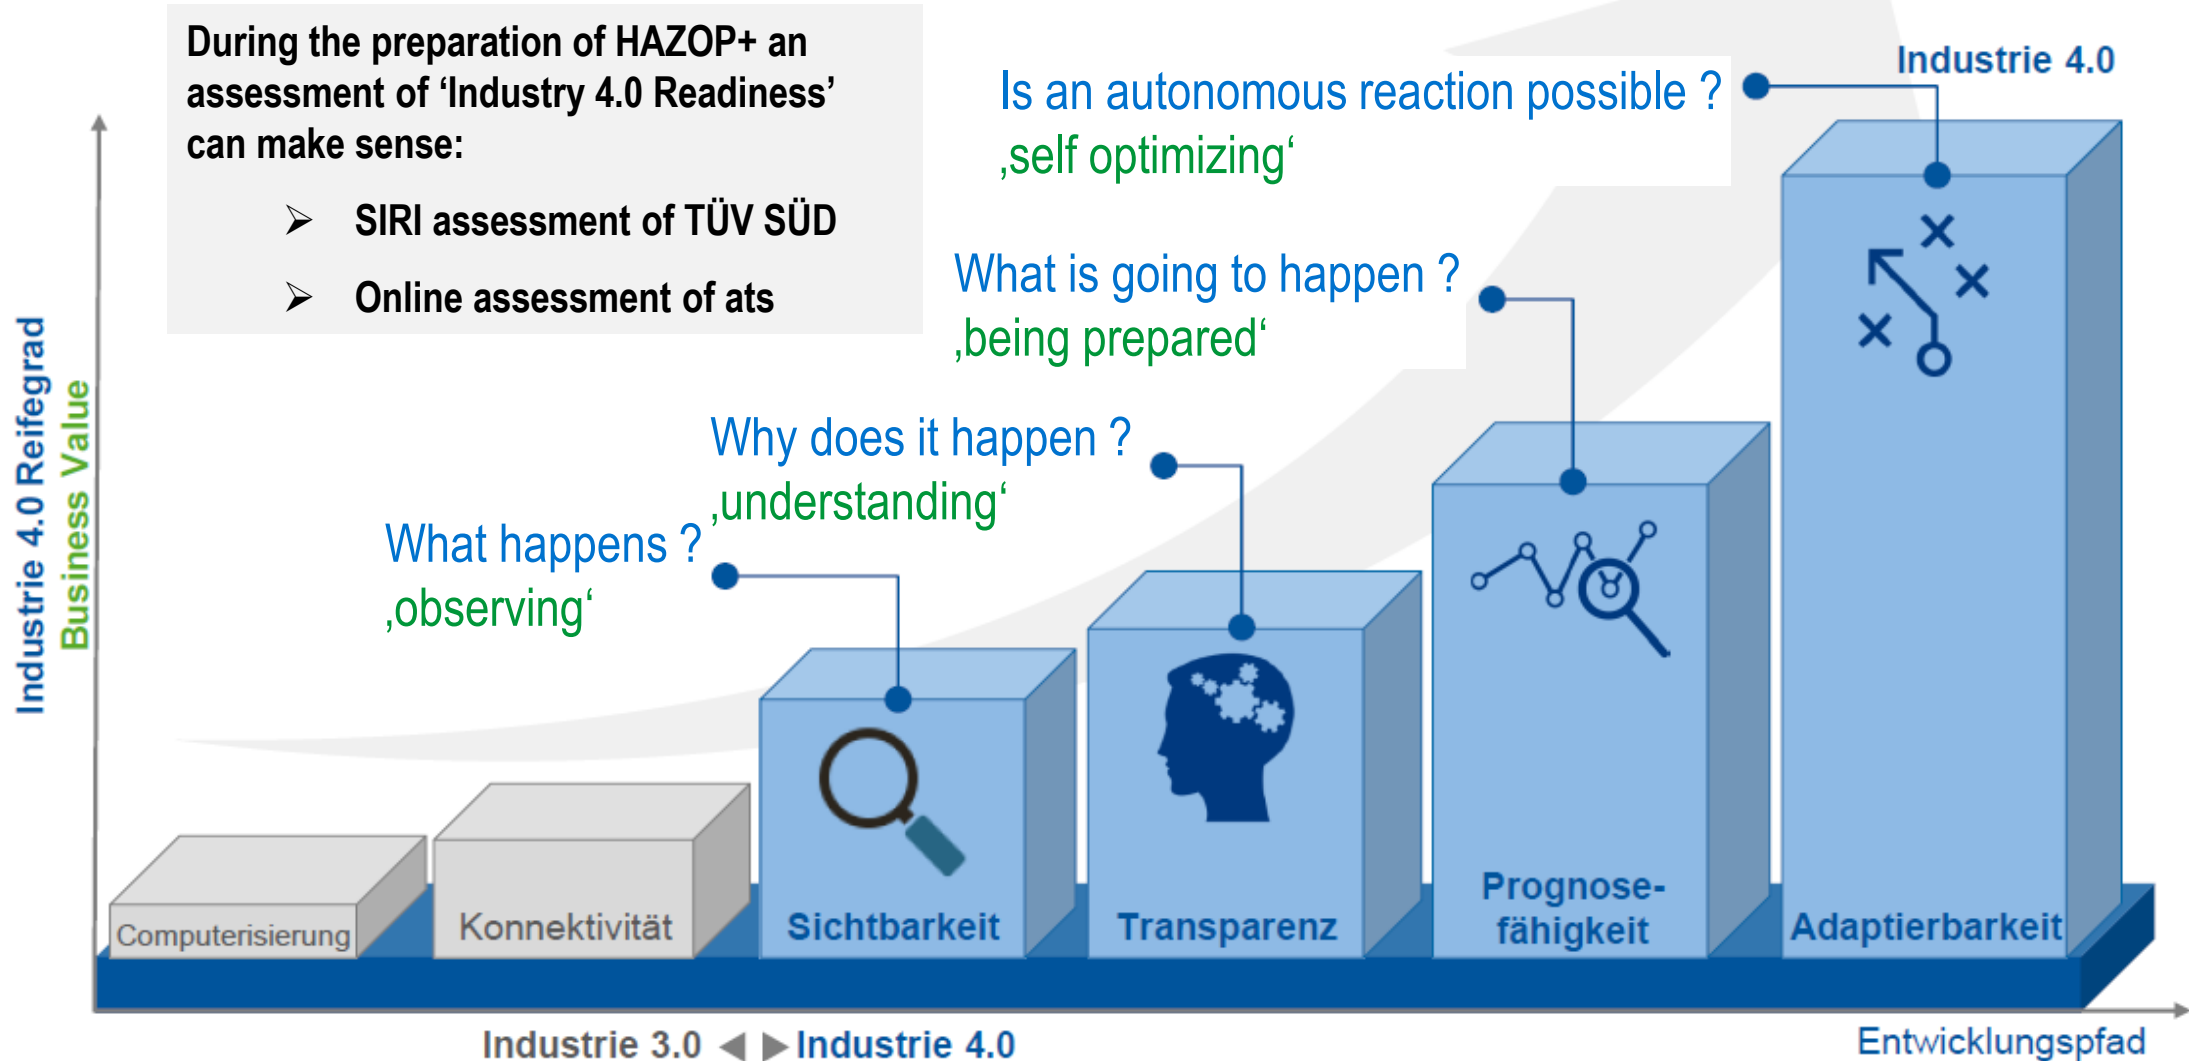 During the preparation of HAZOP+ an
assessment of ‘Industry 4.0 Readiness’
can make sense:
➢ SIRI assessment of TÜV SÜD
➢ Online assessment of ats
Industrie 4.0
Is an autonomous reaction possible ?
‚self optimizing‘
What is going to happen ?
‚being prepared‘
Why does it happen ?
‚understanding‘
What happens ?
‚observing‘
Industrie 4.0 Reifegrad
Business Value
Computerisierung
Konnektivität
Sichtbarkeit
Transparenz
Prognose-
fähigkeit
Adaptierbarkeit
Industrie 3.0 ◀ ▶ Industrie 4.0
Entwicklungspfad